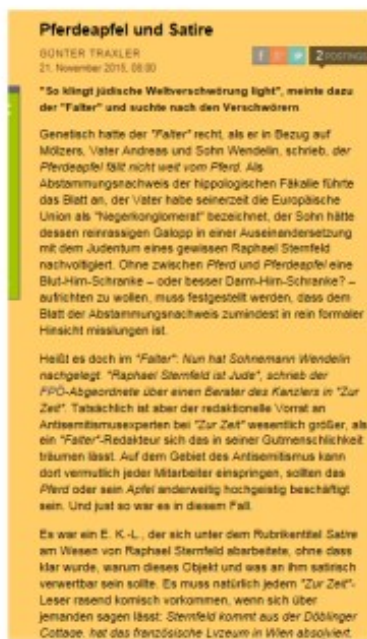 Pferdeapfel und Satire
GÜNTER TRAXLER
21. November 2015, 08:00
2 POSTINGS
"So klingt jüdische Weltverschwörung light", meinte dazu
der "Falter" und suchte nach den Verschwörern
Genetisch hatte der "Falter" recht, als er in Bezug auf
Mölzers, Vater Andreas und Sohn Wendelin, schrieb, der
Pferdeapfel fällt nicht weit vom Pferd. Als
Abstammungsnachweis der hippologischen Fäkalie führte
das Blatt an, der Vater habe seinerzeit die Europäische
Union als "Negerkonglomerat" bezeichnet, der Sohn hätte
dessen reinrassigen Galopp in einer Auseinandersetzung
mit dem Judentum eines gewissen Raphael Sternfeld
nachvoltigiert. Ohne zwischen Pferd und Pferdeapfel eine
Blut-Hirn-Schranke – oder besser Darm-Hirn-Schranke? –
aufrichten zu wollen, muss festgestellt werden, dass dem
Blatt der Abstammungsnachweis zumindest in rein formaler
Hinsicht misslungen ist.
Heißt es doch im "Falter": Nun hat Sohnemann Wendelin
nachgelegt. "Raphael Sternfeld ist Jude", schrieb der
FPÖ-Abgeordnete über einen Berater des Kanzlers in "Zur
Zeit". Tatsächlich ist aber der redaktionelle Vorrat an
Antisemitismusexperten bei "Zur Zeit" wesentlich größer, als
ein "Falter"-Redakteur sich das in seiner Gutmenschlichkeit
träumen lässt. Auf dem Gebiet des Antisemitismus kann
dort vermutlich jeder Mitarbeiter einspringen, sollten das
Pferd oder sein Apfel anderweitig hochgeistig beschäftigt
sein. Und just so war es in diesem Fall.
Es war ein E. K.-L., der sich unter dem Rubrikentitel Satire
am Wesen von Raphael Sternfeld abarbeitete, ohne dass
klar wurde, warum dieses Objekt und was an ihm satirisch
verwertbar sein sollte. Es muss natürlich jedem "Zur Zeit"-
Leser rasend komisch vorkommen, wenn sich über
jemanden sagen lässt: Sternfeld kommt aus der Döblinger
Cottage, hat das französische Lyzeum in Wien absolviert,